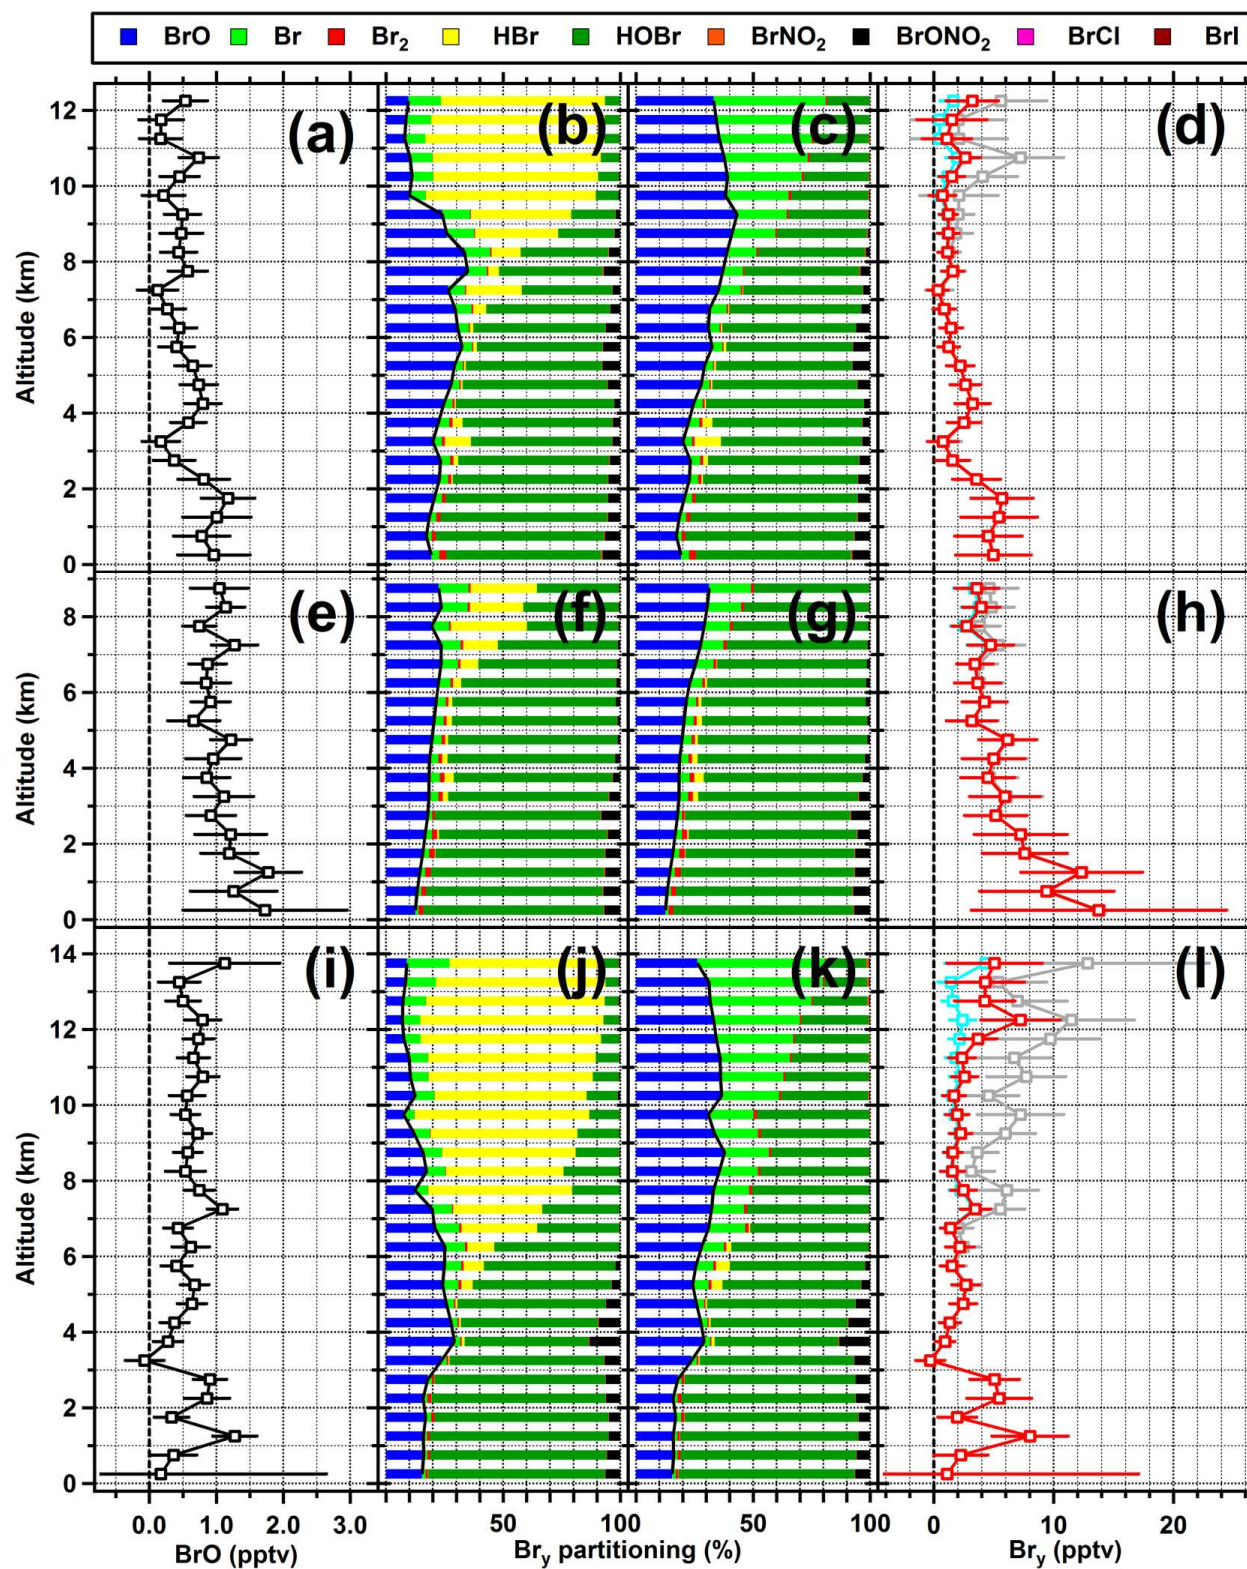 BrO Br Br₂ HBr HOBr BrNO₂ BrONO₂ BrCl BrI
(a) (b) (c) (d)
12
10
8
6
4
2
0
Altitude (km)
(e) (f) (g) (h)
8
6
4
2
0
Altitude (km)
(i) (j) (k) (l)
14
12
10
8
6
4
2
0
Altitude (km)
0.0 1.0 2.0 3.0 50 100 50 100 0 10 20
BrO (pptv) Brᵧ partitioning (%) Brᵧ (pptv)